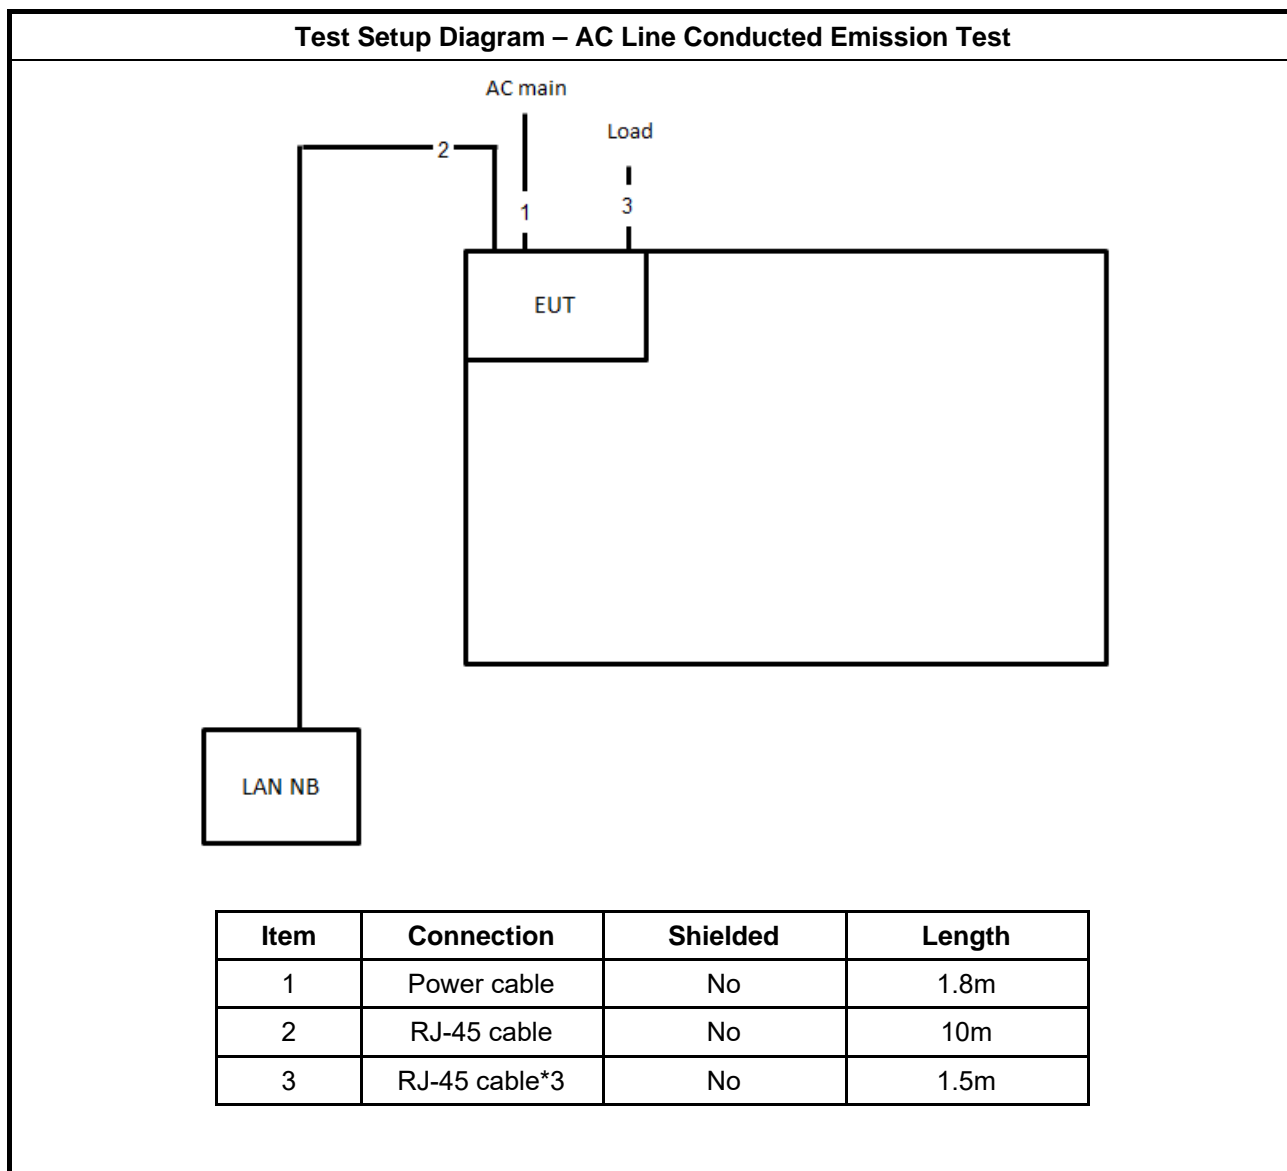 Test Setup Diagram – AC Line Conducted Emission Test
AC main
Load
2
1
3
EUT
LAN NB
Item Connection Shielded Length
1 Power cable No 1.8m
2 RJ-45 cable No 10m
3 RJ-45 cable*3 No 1.5m